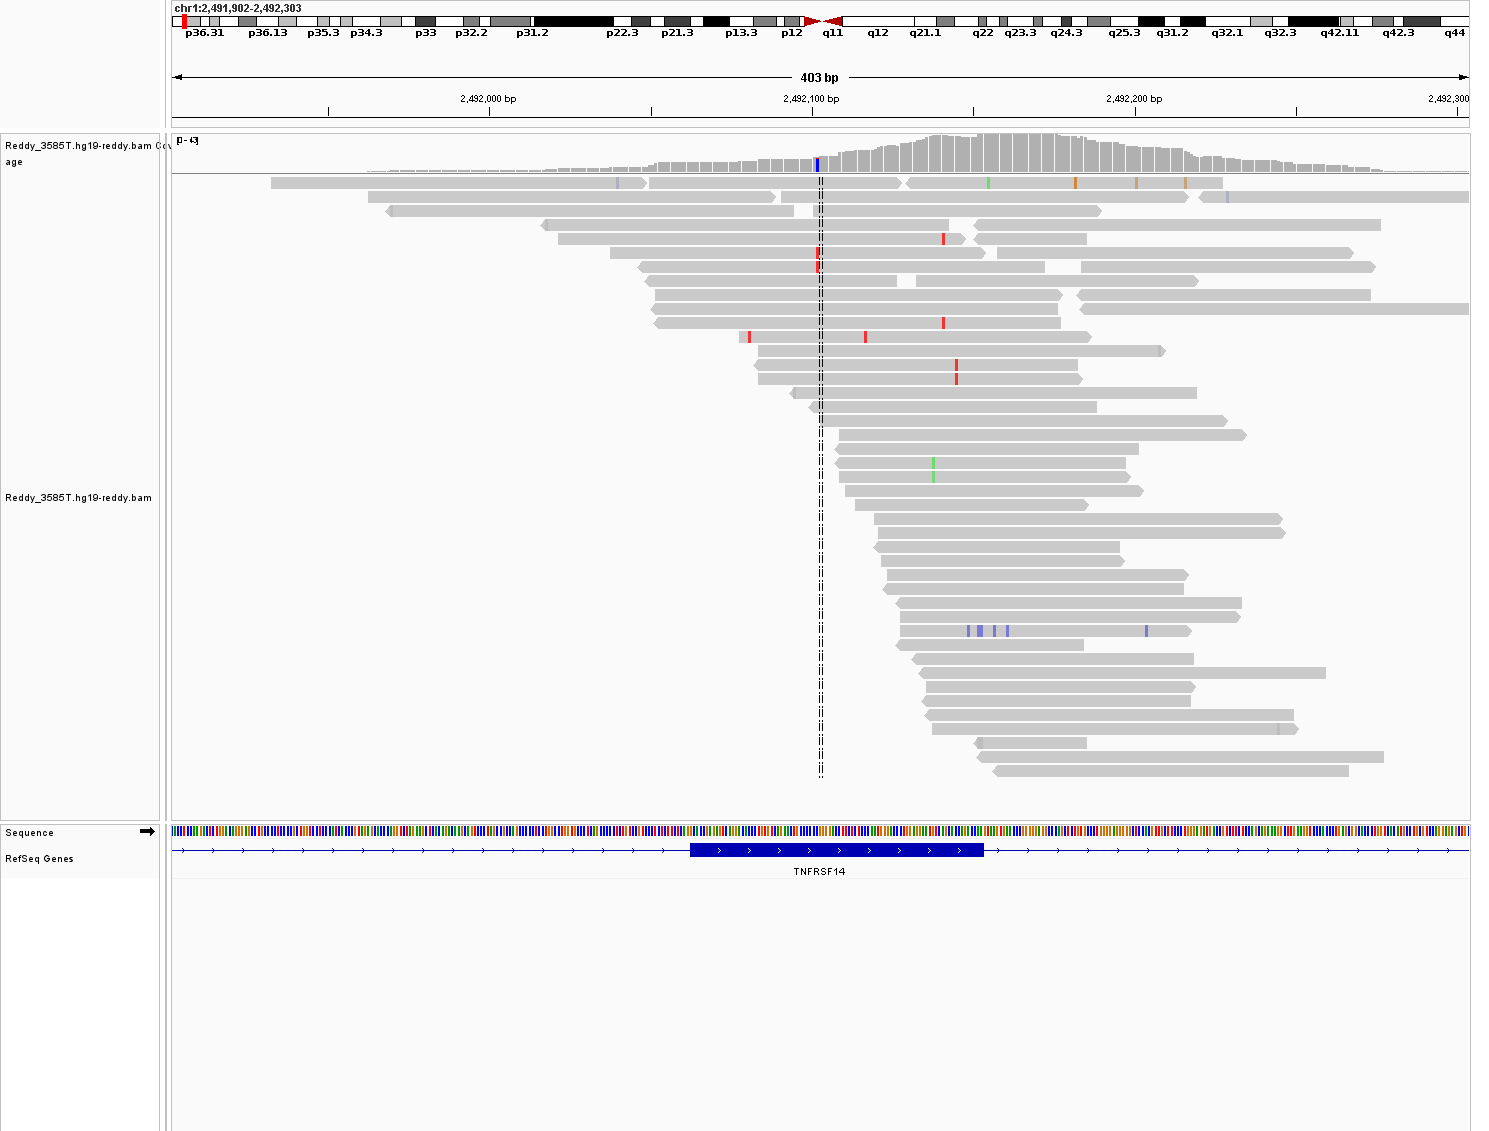 chr1:2,491,902-2,492,303
p36.31 p36.13 p35.3 p34.3 p33 p32.2 p31.2 p22.3 p21.3 p13.3 p12 q11 q12 q21.1 q22 q23.3 q24.3 q25.3 q31.2 q32.1 q32.3 q42.11 q42.3 q44
403 bp
2,492,000 bp 2,492,100 bp 2,492,200 bp 2,492,300
[0 - 43]
Reddy_3585T.hg19-reddy.bam Cov
age
Reddy_3585T.hg19-reddy.bam
Sequence
RefSeq Genes
TNFRSF14